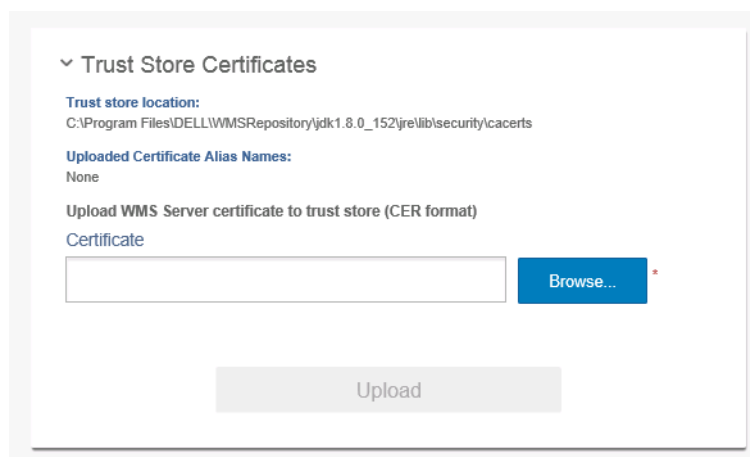 Trust Store Certificates
Trust store location:
C:\Program Files\DELL\WMSRepository\jdk1.8.0_152\jre\lib\security\cacerts
Uploaded Certificate Alias Names:
None
Upload WMS Server certificate to trust store (CER format)
Certificate
Browse... *
Upload